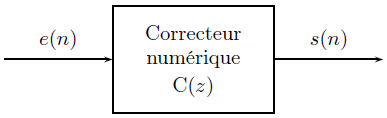 e(n)
Correcteur
numérique
C(z)
s(n)